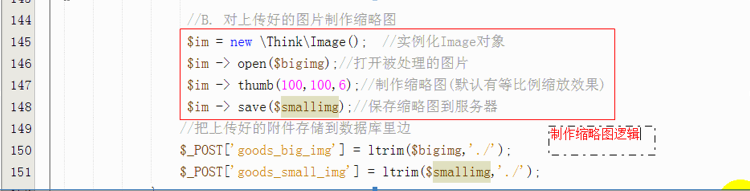 144 //B. 对上传好的图片制作缩略图
145 $im = new \Think\Image(); //实例化Image对象
146 $im -> open($bigimg);//打开被处理的图片
147 $im -> thumb(100,100,6);//制作缩略图(默认有等比例缩放效果)
148 $im -> save($smallimg);//保存缩略图到服务器
149 //把上传好的附件存储到数据库里边
制作缩略图逻辑
150 $_POST['goods_big_img'] = ltrim($bigimg,'./');
151 $_POST['goods_small_img'] = ltrim($smallimg,'./');